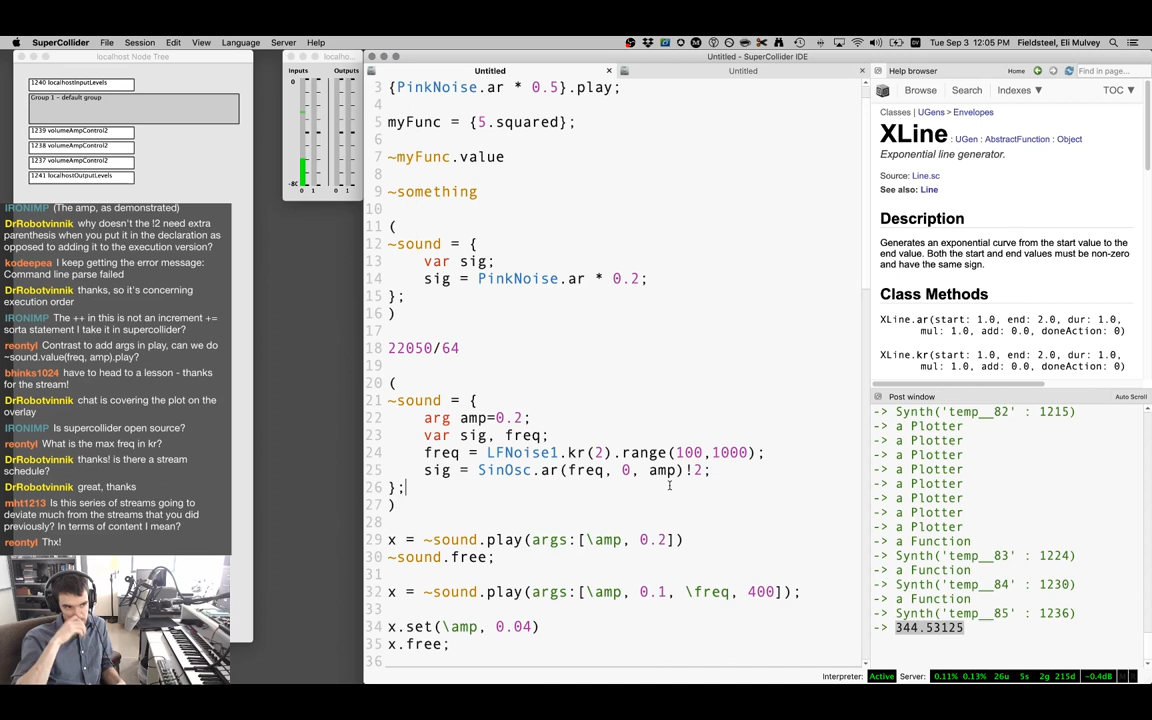 SuperCollider File Session Edit View Language Server Help
Tue Sep 3 12:05 PM Fieldsteel, Eli Mulvey
localhost Node Tree
1240 localhostInputLevels
Group 1 - default group
1239 volumeAmpControl2
1238 volumeAmpControl2
1237 volumeAmpControl2
1241 localhostOutputLevels
IRONIMP (The amp, as demonstrated)
DrRobotvinnik why doesn't the !2 need extra
parenthesis when you put it in the declaration as
opposed to adding it to the execution version?
kodeepea I keep getting the error message:
Command line parse failed
DrRobotvinnik thanks, so it's concerning
execution order
IRONIMP The ++ in this is not an increment +=
sorta statement I take it in supercollider?
reontyl Contrast to add args in play, can we do
~sound.value(freq, amp).play?
bhinks1024 have to head to a lesson - thanks
for the stream!
DrRobotvinnik chat is covering the plot on the
overlay
IRONIMP Is supercollider open source?
reontyl What is the max freq in kr?
DrRobotvinnik thanks! is there a stream
schedule?
DrRobotvinnik great, thanks
mht1213 Is this series of streams going to
deviate much from the streams that you did
previously? In terms of content I mean?
reontyl Thx!
localho...
Inputs Outputs
0
-80
0 1 0 1
Untitled - SuperCollider IDE
Untitled Untitled
3 {PinkNoise.ar * 0.5}.play;
4
5 myFunc = {5.squared};
6
7 ~myFunc.value
8
9 ~something
10
11 (
12 ~sound = {
13 var sig;
14 sig = PinkNoise.ar * 0.2;
15 };
16 )
17
18 22050/64
19
20 (
21 ~sound = {
22 arg amp=0.2;
23 var sig, freq;
24 freq = LFNoise1.kr(2).range(100,1000);
25 sig = SinOsc.ar(freq, 0, amp)!2;
26 };
27 )
28
29 x = ~sound.play(args:[\amp, 0.2])
30 ~sound.free;
31
32 x = ~sound.play(args:[\amp, 0.1, \freq, 400]);
33
34 x.set(\amp, 0.04)
35 x.free;
36
Help browser Home Find in page...
Browse Search Indexes ▼ TOC ▼
Classes | UGens > Envelopes
XLine : UGen : AbstractFunction : Object
Exponential line generator.
Source: Line.sc
See also: Line
Description
Generates an exponential curve from the start value to the
end value. Both the start and end values must be non-zero
and have the same sign.
Class Methods
XLine.ar(start: 1.0, end: 2.0, dur: 1.0,
mul: 1.0, add: 0.0, doneAction: 0)
XLine.kr(start: 1.0, end: 2.0, dur: 1.0,
mul: 1.0, add: 0.0, doneAction: 0)
Post window Auto Scroll
-> Synth('temp__82' : 1215)
-> a Plotter
-> a Plotter
-> a Plotter
-> a Plotter
-> a Plotter
-> a Plotter
-> a Plotter
-> a Plotter
-> a Function
-> Synth('temp__83' : 1224)
-> a Function
-> Synth('temp__84' : 1230)
-> a Function
-> Synth('temp__85' : 1236)
-> 344.53125
Interpreter: Active Server: 0.11% 0.13% 26u 5s 2g 215d -0.4dB